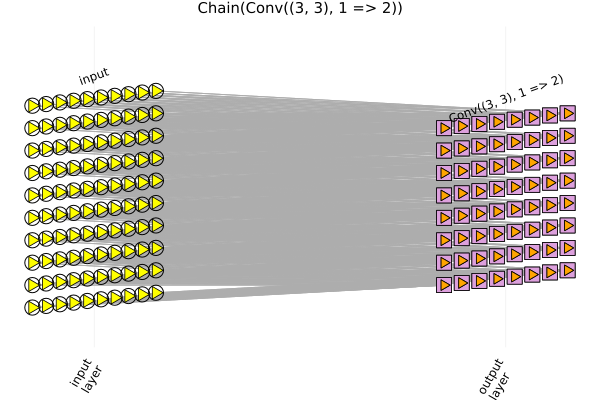 Chain(Conv((3, 3), 1 => 2))
input
Conv((3, 3), 1 => 2)
input
layer
output
layer